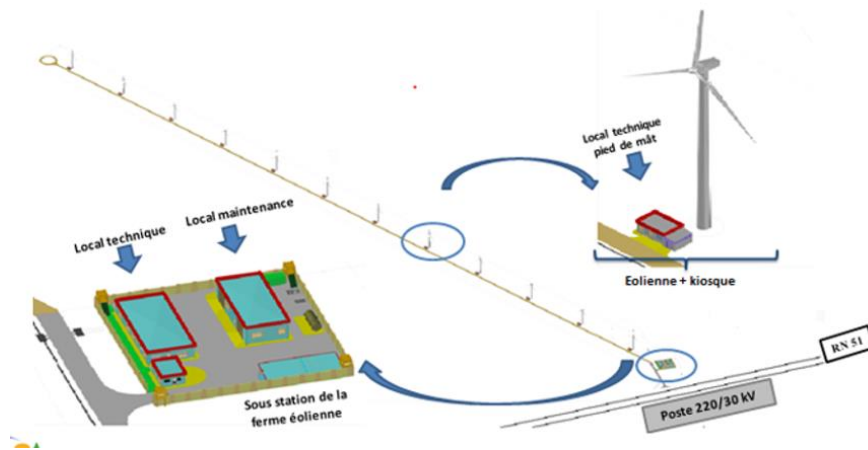 Local technique
pied de mât
Local maintenance
Local technique
Eolienne + kiosque
RN 51
Sous station de la
ferme éolienne
Poste 220/30 kV